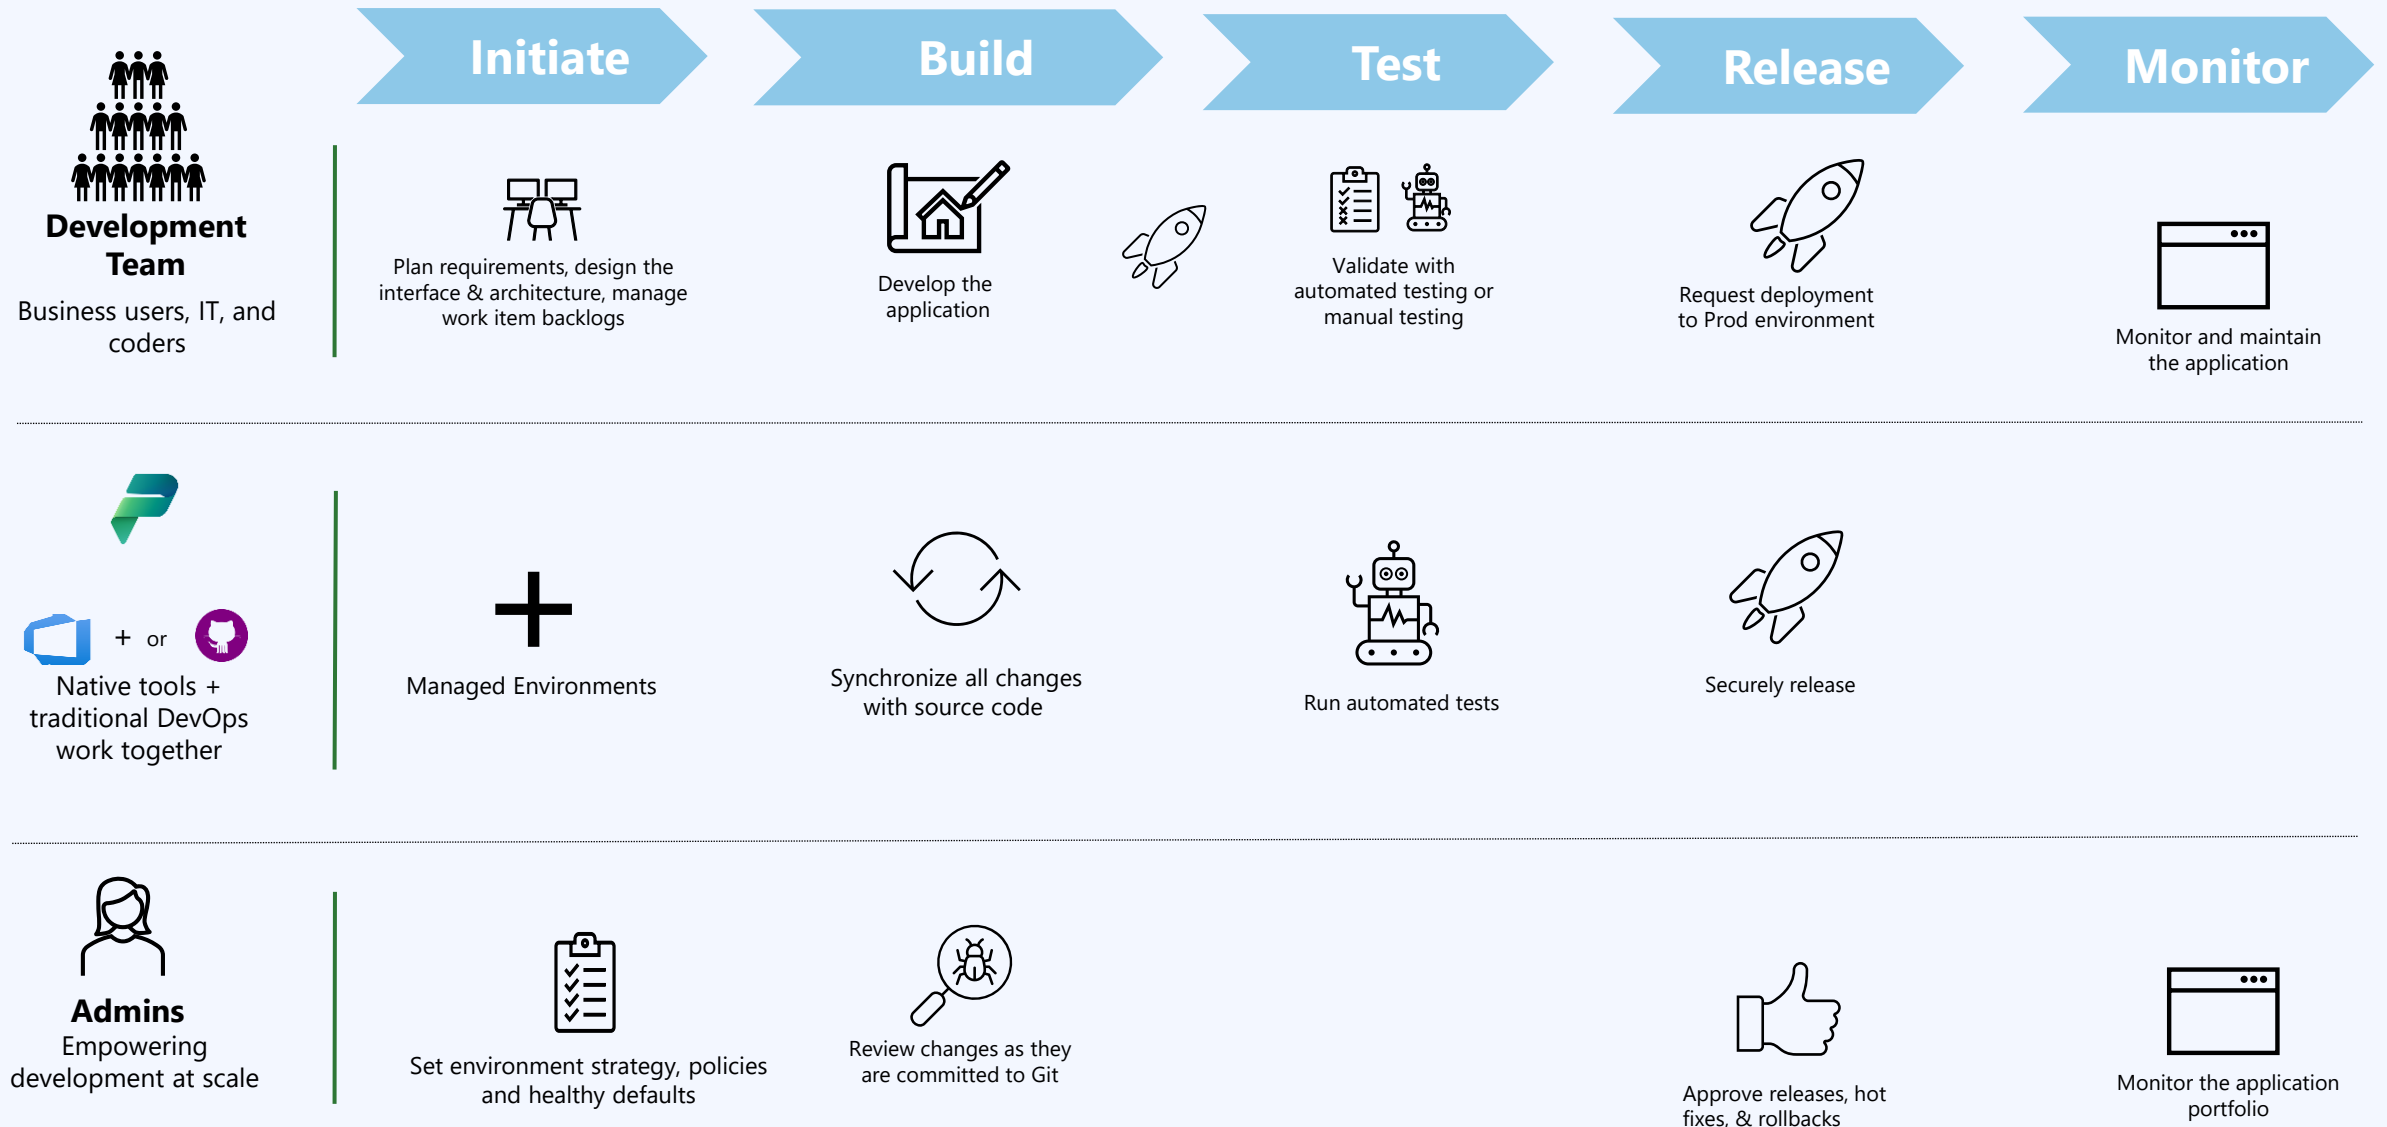 Initiate
Build
Test
Release
Monitor
Development
Team
Business users, IT, and
coders
Plan requirements, design the
interface & architecture, manage
work item backlogs
Develop the
application
Validate with
automated testing or
manual testing
Request deployment
to Prod environment
Monitor and maintain
the application
+ or
Native tools +
traditional DevOps
work together
Managed Environments
Synchronize all changes
with source code
Run automated tests
Securely release
Admins
Empowering
development at scale
Set environment strategy, policies
and healthy defaults
Review changes as they
are committed to Git
Approve releases, hot
fixes, & rollbacks
Monitor the application
portfolio